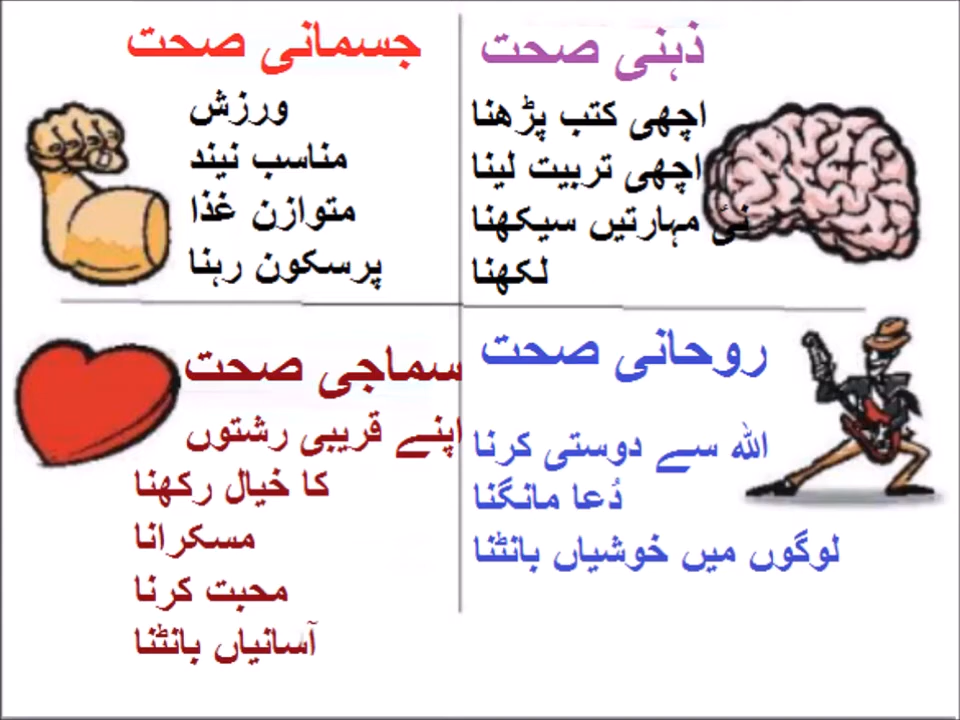 ذہنی صحت
اچھی کتب پڑھنا
اچھی تربیت لینا
نئی مہارتیں سیکھنا
لکھنا
جسمانی صحت
ورزش
مناسب نیند
متوازن غذا
پرسکون رہنا
روحانی صحت
اللہ سے دوستی کرنا
دُعا مانگنا
لوگوں میں خوشیاں بانٹنا
سماجی صحت
اپنے قریبی رشتوں
کا خیال رکھنا
مسکرانا
محبت کرنا
آسانیاں بانٹنا